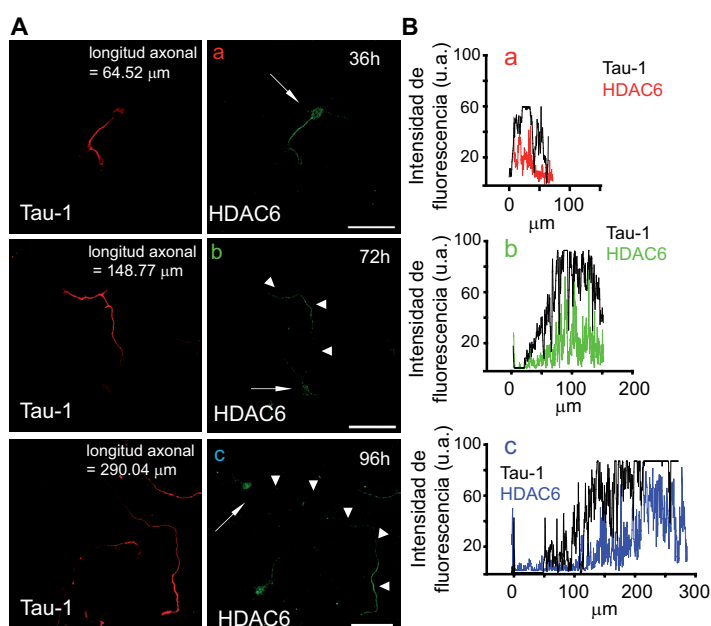 A
longitud axonal
= 64.52 μm
Tau-1
a
36h
HDAC6
longitud axonal
= 148.77 μm
Tau-1
b
72h
HDAC6
longitud axonal
= 290.04 μm
Tau-1
c
96h
HDAC6
B
Intensidad de
fluorescencia (u.a.)
100
60
20
a
Tau-1
HDAC6
0
100
μm
Intensidad de
fluorescencia (u.a.)
100
60
20
b
Tau-1
HDAC6
0
100
200
μm
Intensidad de
fluorescencia (u.a.)
100
60
20
c
Tau-1
HDAC6
0
100
200
300
μm